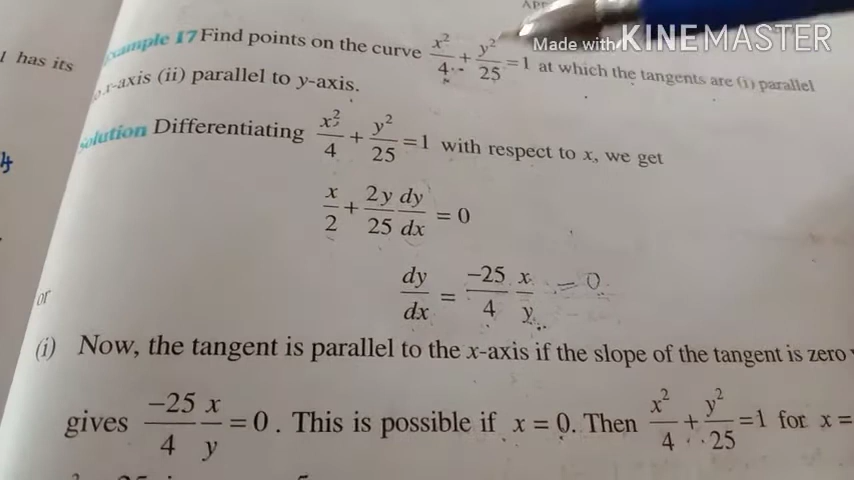 Made with KINEMASTER
l has its
Example 17 Find points on the curve x²/4 + y²/25 = 1 at which the tangents are (i) parallel
x-axis (ii) parallel to y-axis.
Solution Differentiating x²/4 + y²/25 = 1 with respect to x, we get
x/2 + 2y/25 dy/dx = 0
or
dy/dx = -25/4 x/y = 0
(i) Now, the tangent is parallel to the x-axis if the slope of the tangent is zero
gives -25/4 x/y = 0. This is possible if x = 0. Then x²/4 + y²/25 = 1 for x =